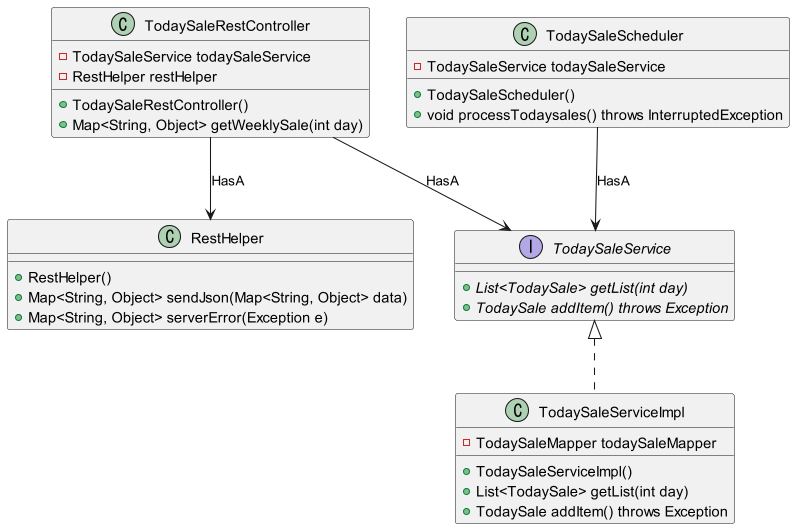 C TodaySaleRestController
TodaySaleService todaySaleService
RestHelper restHelper
TodaySaleRestController()
Map<String, Object> getWeeklySale(int day)
C TodaySaleScheduler
TodaySaleService todaySaleService
TodaySaleScheduler()
void processTodaysales() throws InterruptedException
HasA
HasA
HasA
C RestHelper
RestHelper()
Map<String, Object> sendJson(Map<String, Object> data)
Map<String, Object> serverError(Exception e)
I TodaySaleService
List<TodaySale> getList(int day)
TodaySale addItem() throws Exception
C TodaySaleServiceImpl
TodaySaleMapper todaySaleMapper
TodaySaleServiceImpl()
List<TodaySale> getList(int day)
TodaySale addItem() throws Exception